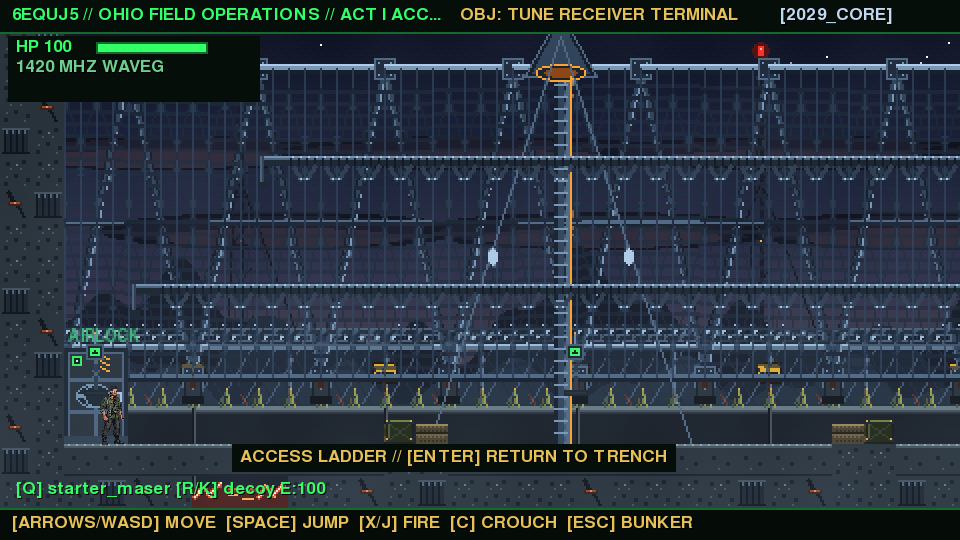 6EQUJ5 // OHIO FIELD OPERATIONS // ACT I ACC... OBJ: TUNE RECEIVER TERMINAL [2029_CORE]
HP 100
1420 MHZ WAVEG
AIRLOCK
ACCESS LADDER // [ENTER] RETURN TO TRENCH
[Q] starter_maser [R/K] decoy E:100
[ARROWS/WASD] MOVE [SPACE] JUMP [X/J] FIRE [C] CROUCH [ESC] BUNKER